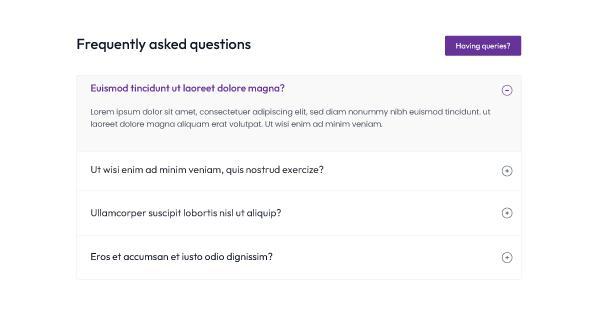 Frequently asked questions
Having queries?
Euismod tincidunt ut laoreet dolore magna?
Lorem ipsum dolor sit amet, consectetuer adipiscing elit, sed diam nonummy nibh euismod tincidunt. ut
laoreet dolore magna aliquam erat volutpat. Ut wisi enim ad minim veniam.
Ut wisi enim ad minim veniam, quis nostrud exercize?
Ullamcorper suscipit lobortis nisl ut aliquip?
Eros et accumsan et iusto odio dignissim?